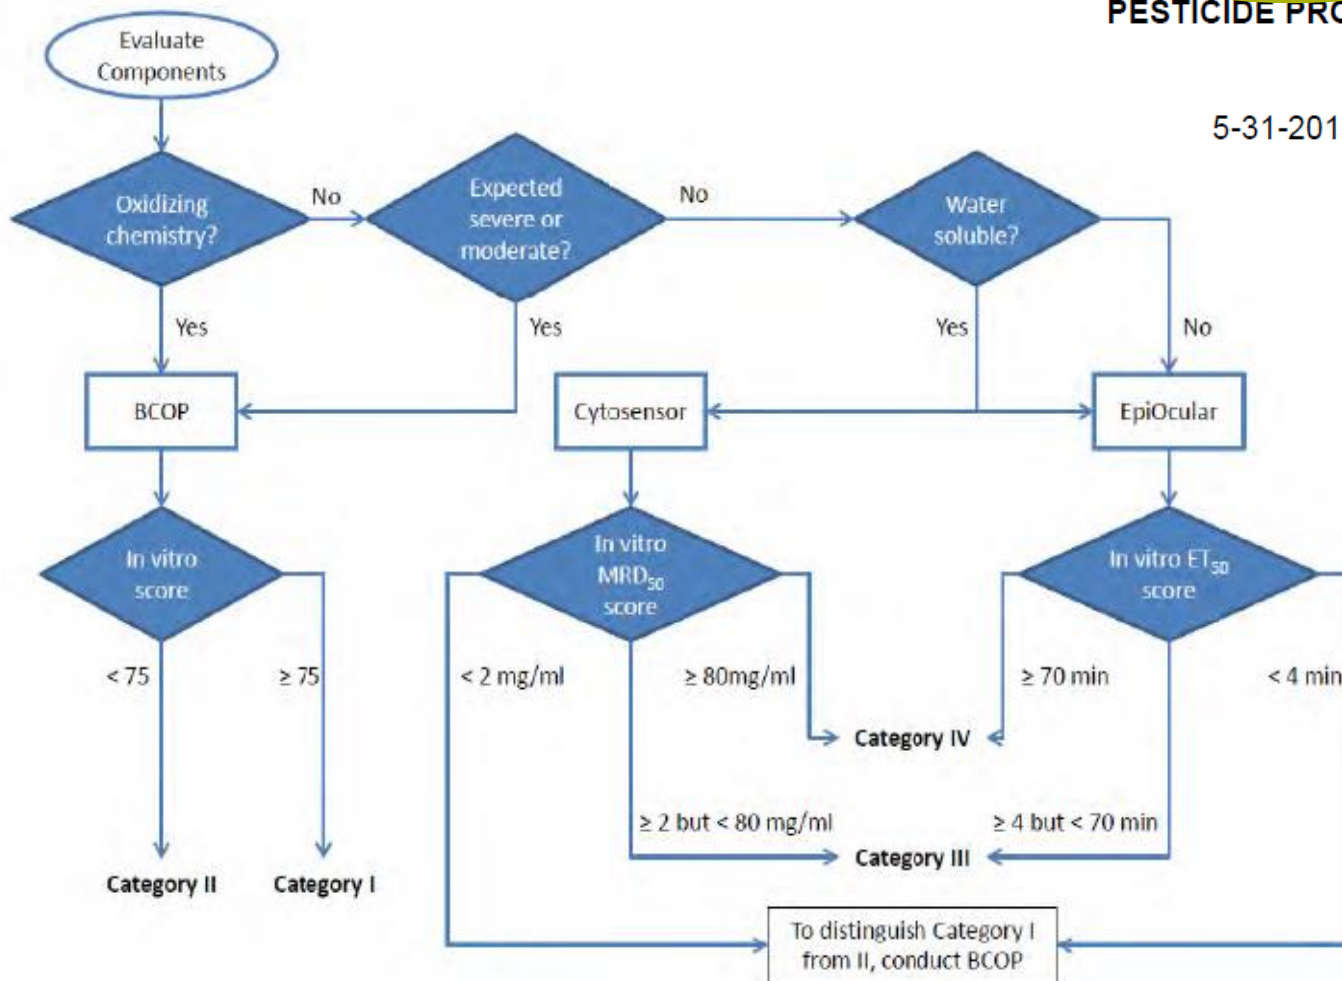 PESTICIDE PRO
5-31-201
Evaluate
Components
Oxidizing
chemistry?
No
Expected
severe or
moderate?
No
Water
soluble?
Yes
Yes
Yes
No
BCOP
Cytosensor
EpiOcular
In vitro
score
In vitro
MRD50
score
In vitro ET50
score
< 75
≥ 75
< 2 mg/ml
≥ 80mg/ml
≥ 70 min
< 4 min
Category IV
≥ 2 but < 80 mg/ml
≥ 4 but < 70 min
Category III
Category II
Category I
To distinguish Category I
from II, conduct BCOP